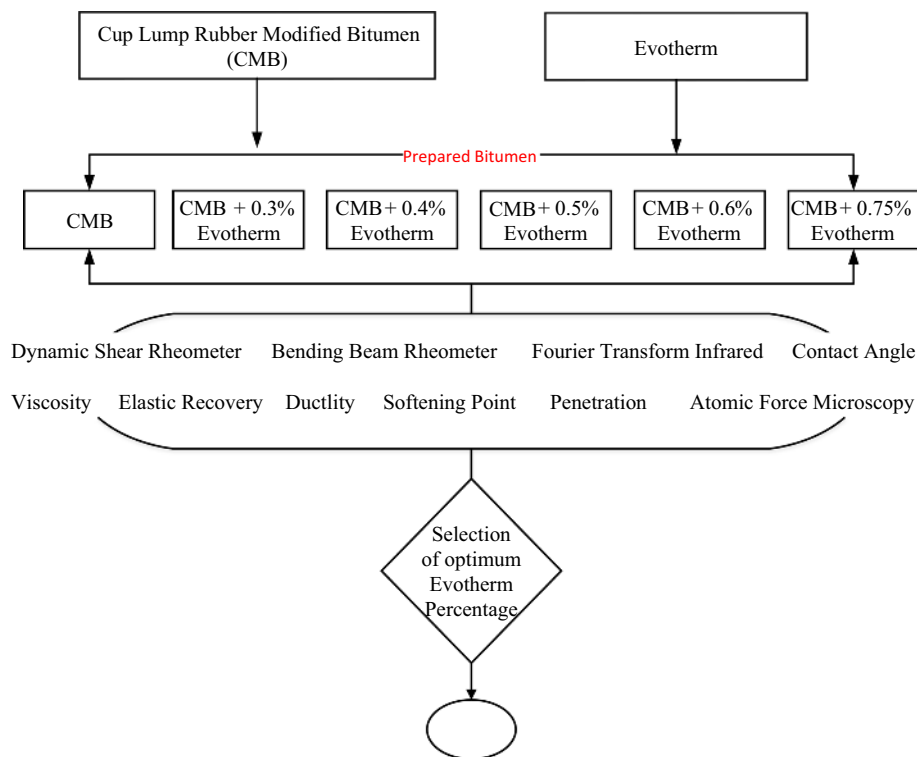 Cup Lump Rubber Modified Bitumen
(CMB)
Evotherm
Prepared Bitumen
CMB
CMB + 0.3%
Evotherm
CMB + 0.4%
Evotherm
CMB + 0.5%
Evotherm
CMB + 0.6%
Evotherm
CMB + 0.75%
Evotherm
Dynamic Shear Rheometer Bending Beam Rheometer Fourier Transform Infrared Contact Angle
Viscosity Elastic Recovery Ductlity Softening Point Penetration Atomic Force Microscopy
Selection
of optimum
Evotherm
Percentage